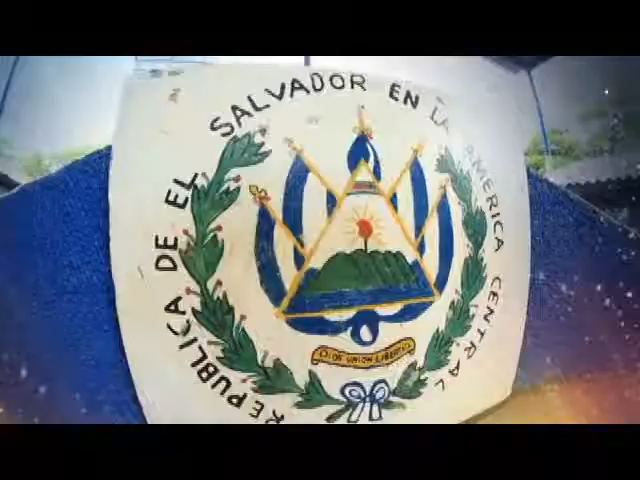 REPUBLICA DE EL SALVADOR EN LA AMERICA CENTRAL
DIOS UNION LIBERTAD